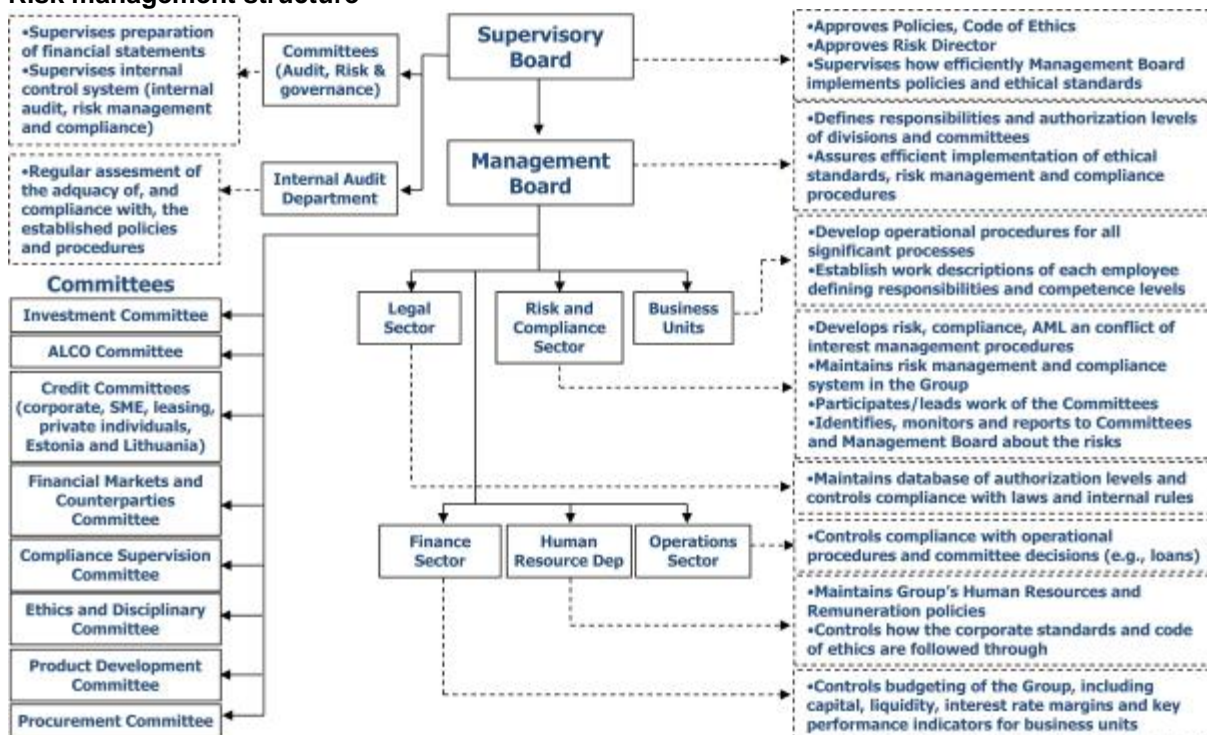 Risk management structure
•Supervises preparation
of financial statements
•Supervises internal
control system (internal
audit, risk management
and compliance)
Committees
(Audit, Risk &
governance)
Supervisory
Board
•Approves Policies, Code of Ethics
•Approves Risk Director
•Supervises how efficiently Management Board
implements policies and ethical standards
•Regular assesment of
the adquacy of, and
compliance with, the
established policies
and procedures
Internal Audit
Department
Management
Board
•Defines responsibilities and authorization levels
of divisions and committees
•Assures efficient implementation of ethical
standards, risk management and compliance
procedures
Committees
Investment Committee
ALCO Committee
Credit Committees
(corporate, SME, leasing,
private individuals,
Estonia and Lithuania)
Financial Markets and
Counterparties
Committee
Compliance Supervision
Committee
Ethics and Disciplinary
Committee
Product Development
Committee
Procurement Committee
Legal
Sector
Risk and
Compliance
Sector
Business
Units
Finance
Sector
Human
Resource Dep
Operations
Sector
•Develop operational procedures for all
significant processes
•Establish work descriptions of each employee
defining responsibilities and competence levels
•Develops risk, compliance, AML an conflict of
interest management procedures
•Maintains risk management and compliance
system in the Group
•Participates/leads work of the Committees
•Identifies, monitors and reports to Committees
and Management Board about the risks
•Maintains database of authorization levels and
controls compliance with laws and internal rules
•Controls compliance with operational
procedures and committee decisions (e.g., loans)
•Maintains Group's Human Resources and
Remuneration policies
•Controls how the corporate standards and code
of ethics are followed through
•Controls budgeting of the Group, including
capital, liquidity, interest rate margins and key
performance indicators for business units